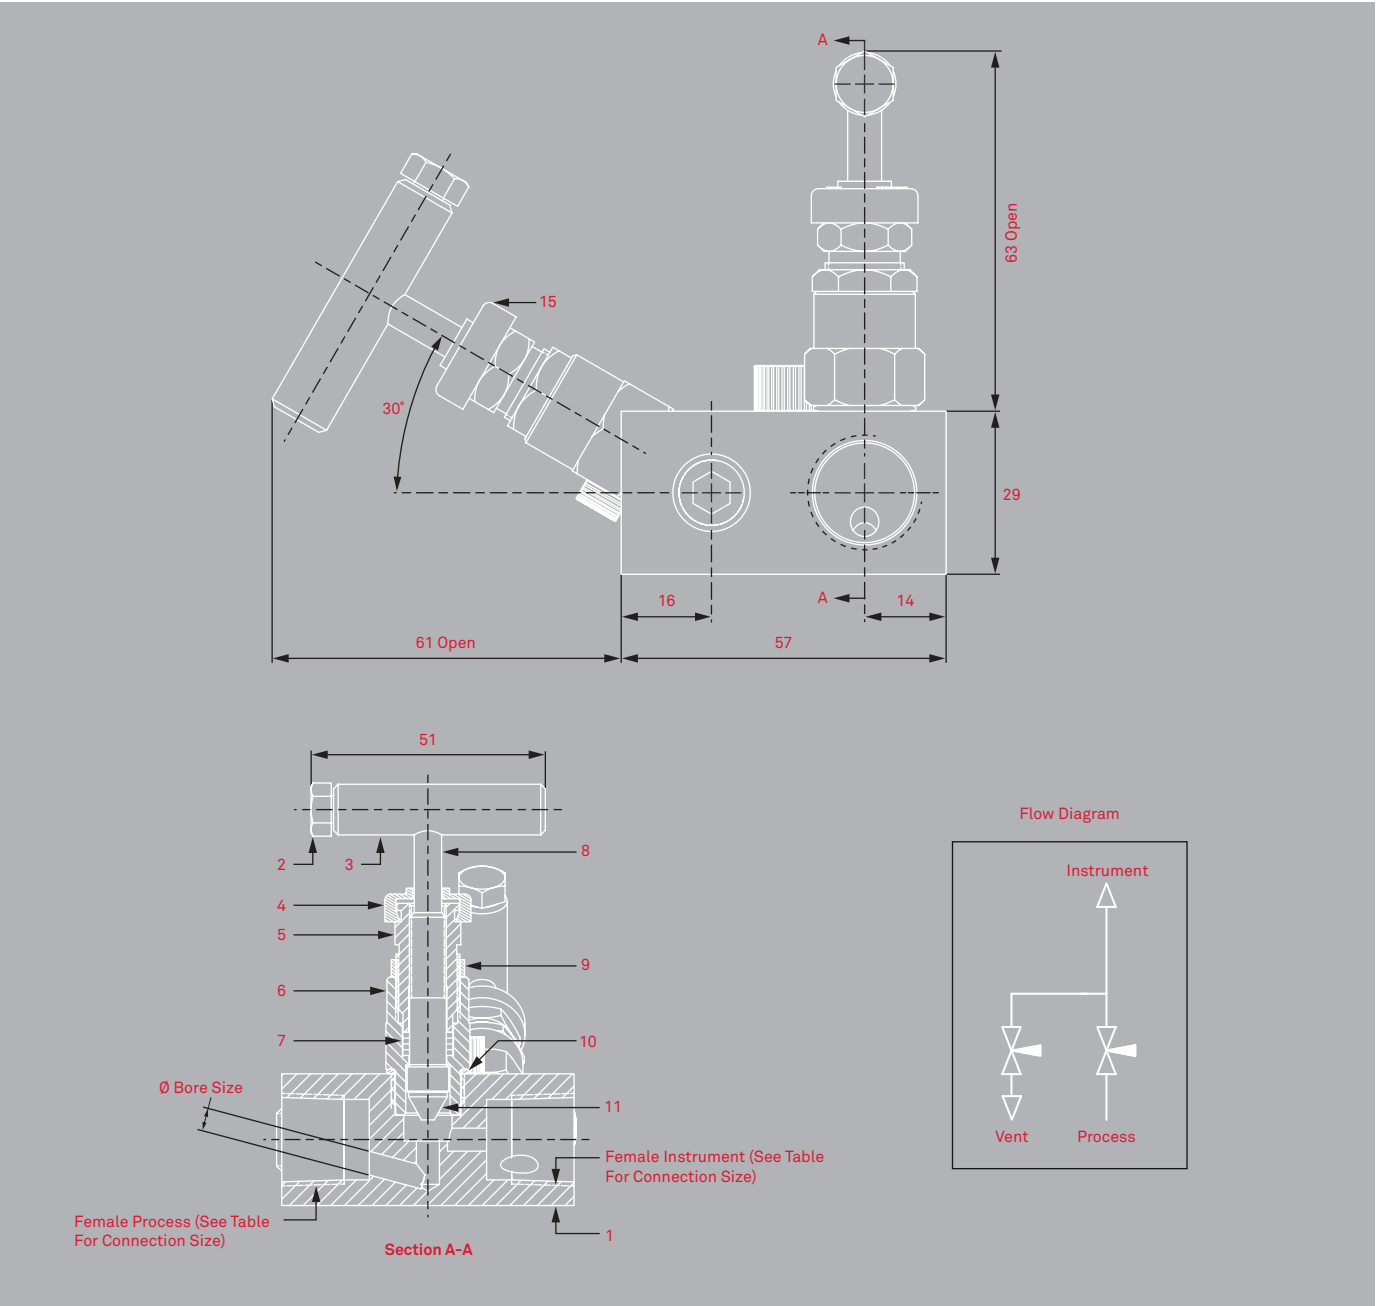 A
63 Open
15
30°
29
A
16
14
61 Open
57
51
Flow Diagram
2
3
8
Instrument
4
5
9
6
7
10
Ø Bore Size
11
Vent
Process
Female Instrument (See Table
For Connection Size)
Female Process (See Table
For Connection Size)
1
Section A-A